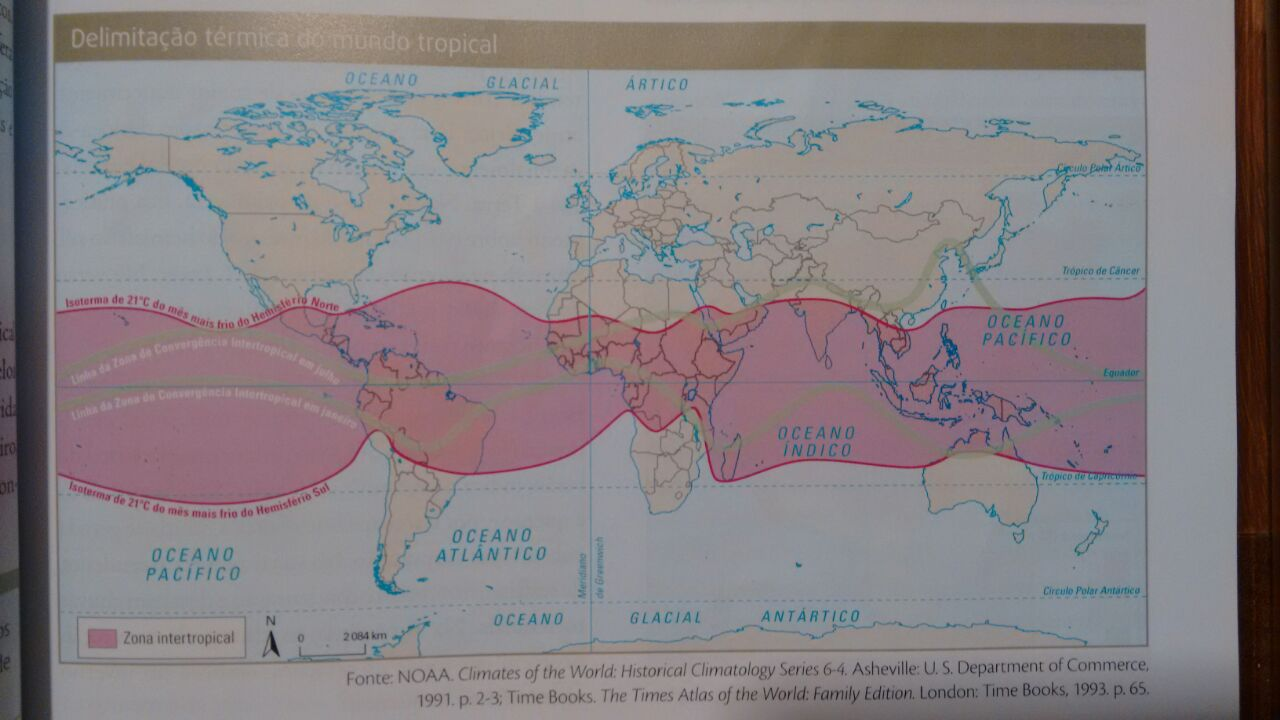 Delimitação térmica do mundo tropical
OCEANO GLACIAL ÁRTICO
Círculo Polar Ártico
Trópico de Câncer
Isoterma de 21°C do mês mais frio do Hemisfério Norte
OCEANO
PACÍFICO
Linha da Zona de Convergência Intertropical em julho
Equador
Linha da Zona de Convergência Intertropical em janeiro
OCEANO
ÍNDICO
Trópico de Capricórnio
Isoterma de 21°C do mês mais frio do Hemisfério Sul
OCEANO
ATLÂNTICO
OCEANO
PACÍFICO
Meridiano
de Greenwich
Círculo Polar Antártico
OCEANO GLACIAL ANTÁRTICO
Zona intertropical
N
0 2 084 km
Fonte: NOAA. Climates of the World: Historical Climatology Series 6-4. Asheville: U. S. Department of Commerce,
1991. p. 2-3; Time Books. The Times Atlas of the World: Family Edition. London: Time Books, 1993. p. 65.